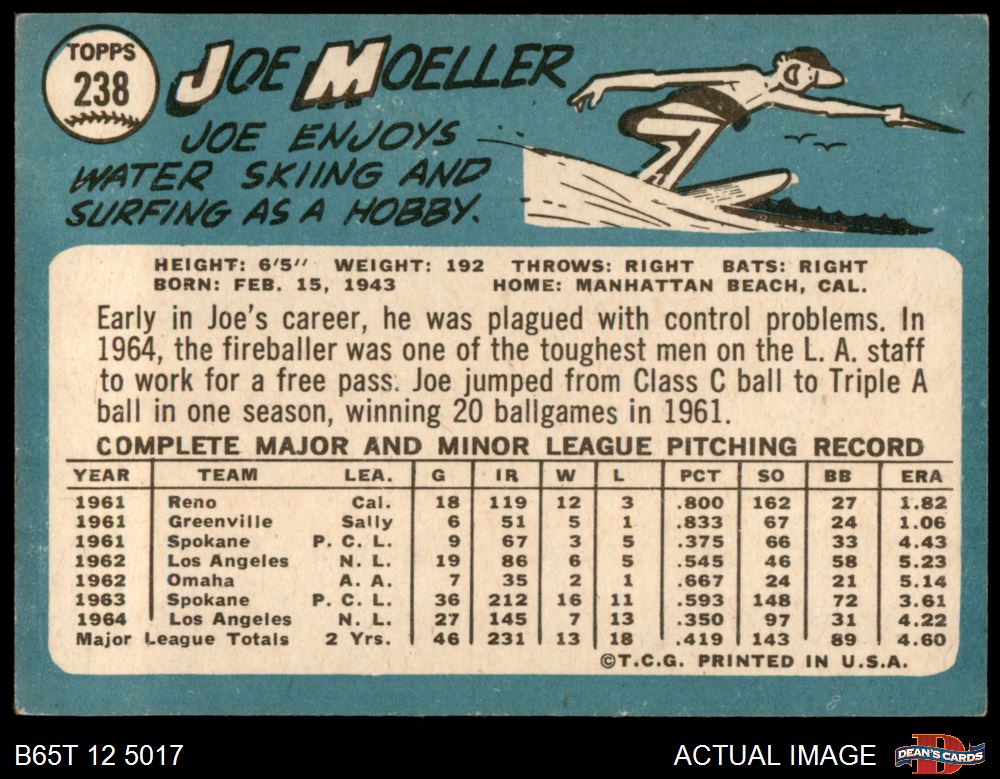 TOPPS
238
JOE MOELLER
JOE ENJOYS
WATER SKIING AND
SURFING AS A HOBBY.
HEIGHT: 6'5" WEIGHT: 192 THROWS: RIGHT BATS: RIGHT
BORN: FEB. 15, 1943 HOME: MANHATTAN BEACH, CAL.
Early in Joe's career, he was plagued with control problems. In
1964, the fireballer was one of the toughest men on the L. A. staff
to work for a free pass. Joe jumped from Class C ball to Triple A
ball in one season, winning 20 ballgames in 1961.
COMPLETE MAJOR AND MINOR LEAGUE PITCHING RECORD
YEAR TEAM LEA. G IR W L PCT SO BB ERA
1961 Reno Cal. 18 119 12 3 .800 162 27 1.82
1961 Greenville Sally 6 51 5 1 .833 67 24 1.06
1961 Spokane P. C. L. 9 67 3 5 .375 66 33 4.43
1962 Los Angeles N. L. 19 86 6 5 .545 46 58 5.23
1962 Omaha A. A. 7 35 2 1 .667 24 21 5.14
1963 Spokane P. C. L. 36 212 16 11 .593 148 72 3.61
1964 Los Angeles N. L. 27 145 7 13 .350 97 31 4.22
Major League Totals 2 Yrs. 46 231 13 18 .419 143 89 4.60
©T.C.G. PRINTED IN U.S.A.
B65T 12 5017 ACTUAL IMAGE DEAN'S CARDS